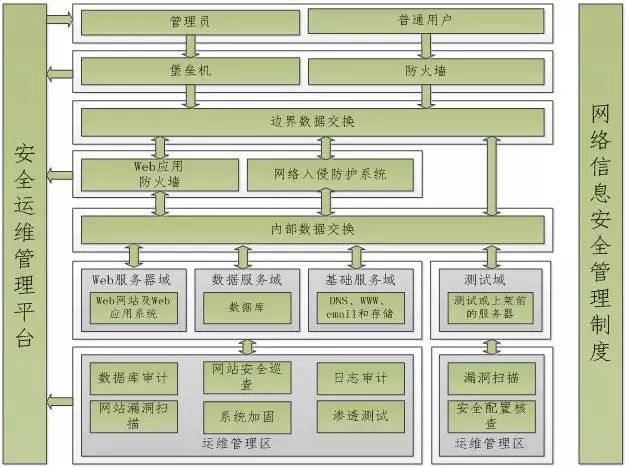 安全运维管理平台
管理员
普通用户
堡垒机
防火墙
边界数据交换
Web应用
防火墙
网络入侵防护系统
内部数据交换
Web服务器域
Web网站及Web
应用系统
数据服务域
数据库
基础服务域
DNS、WWW、
email和存储
测试域
测试或上架前
的服务器
数据库审计
网站安全巡
查
日志审计
网站漏洞扫
描
系统加固
渗透测试
运维管理区
漏洞扫描
安全配置核
查
运维管理区
网络信息安全管理制度